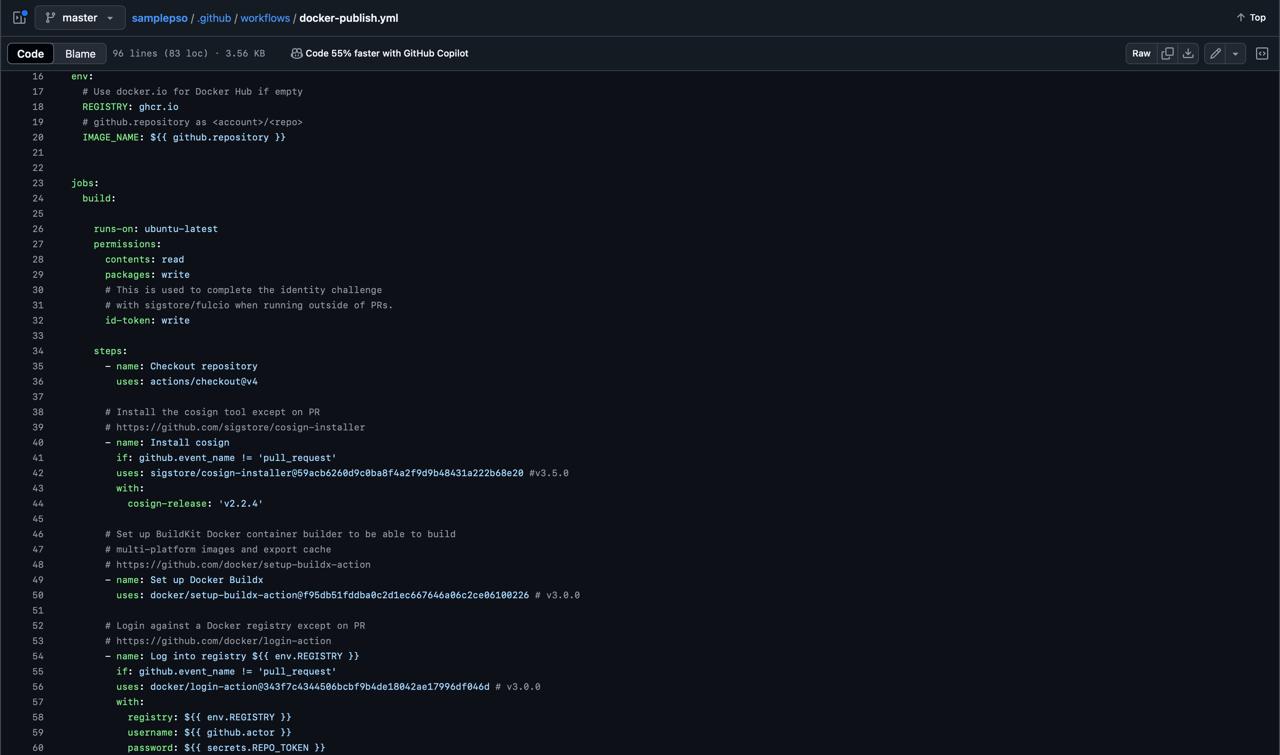 master samplepso / .github / workflows / docker-publish.yml Top
Code Blame 96 lines (83 loc) · 3.56 KB Code 55% faster with GitHub Copilot Raw
16 env:
17 # Use docker.io for Docker Hub if empty
18 REGISTRY: ghcr.io
19 # github.repository as <account>/<repo>
20 IMAGE_NAME: ${{ github.repository }}
21
22
23 jobs:
24 build:
25
26 runs-on: ubuntu-latest
27 permissions:
28 contents: read
29 packages: write
30 # This is used to complete the identity challenge
31 # with sigstore/fulcio when running outside of PRs.
32 id-token: write
33
34 steps:
35 - name: Checkout repository
36 uses: actions/checkout@v4
37
38 # Install the cosign tool except on PR
39 # https://github.com/sigstore/cosign-installer
40 - name: Install cosign
41 if: github.event_name != 'pull_request'
42 uses: sigstore/cosign-installer@59acb6260d9c0ba8f4a2f9d9b48431a222b68e20 #v3.5.0
43 with:
44 cosign-release: 'v2.2.4'
45
46 # Set up BuildKit Docker container builder to be able to build
47 # multi-platform images and export cache
48 # https://github.com/docker/setup-buildx-action
49 - name: Set up Docker Buildx
50 uses: docker/setup-buildx-action@f95db51fddba0c2d1ec667646a06c2ce06100226 # v3.0.0
51
52 # Login against a Docker registry except on PR
53 # https://github.com/docker/login-action
54 - name: Log into registry ${{ env.REGISTRY }}
55 if: github.event_name != 'pull_request'
56 uses: docker/login-action@343f7c4344506bcbf9b4de18042ae17996df046d # v3.0.0
57 with:
58 registry: ${{ env.REGISTRY }}
59 username: ${{ github.actor }}
60 password: ${{ secrets.REPO_TOKEN }}